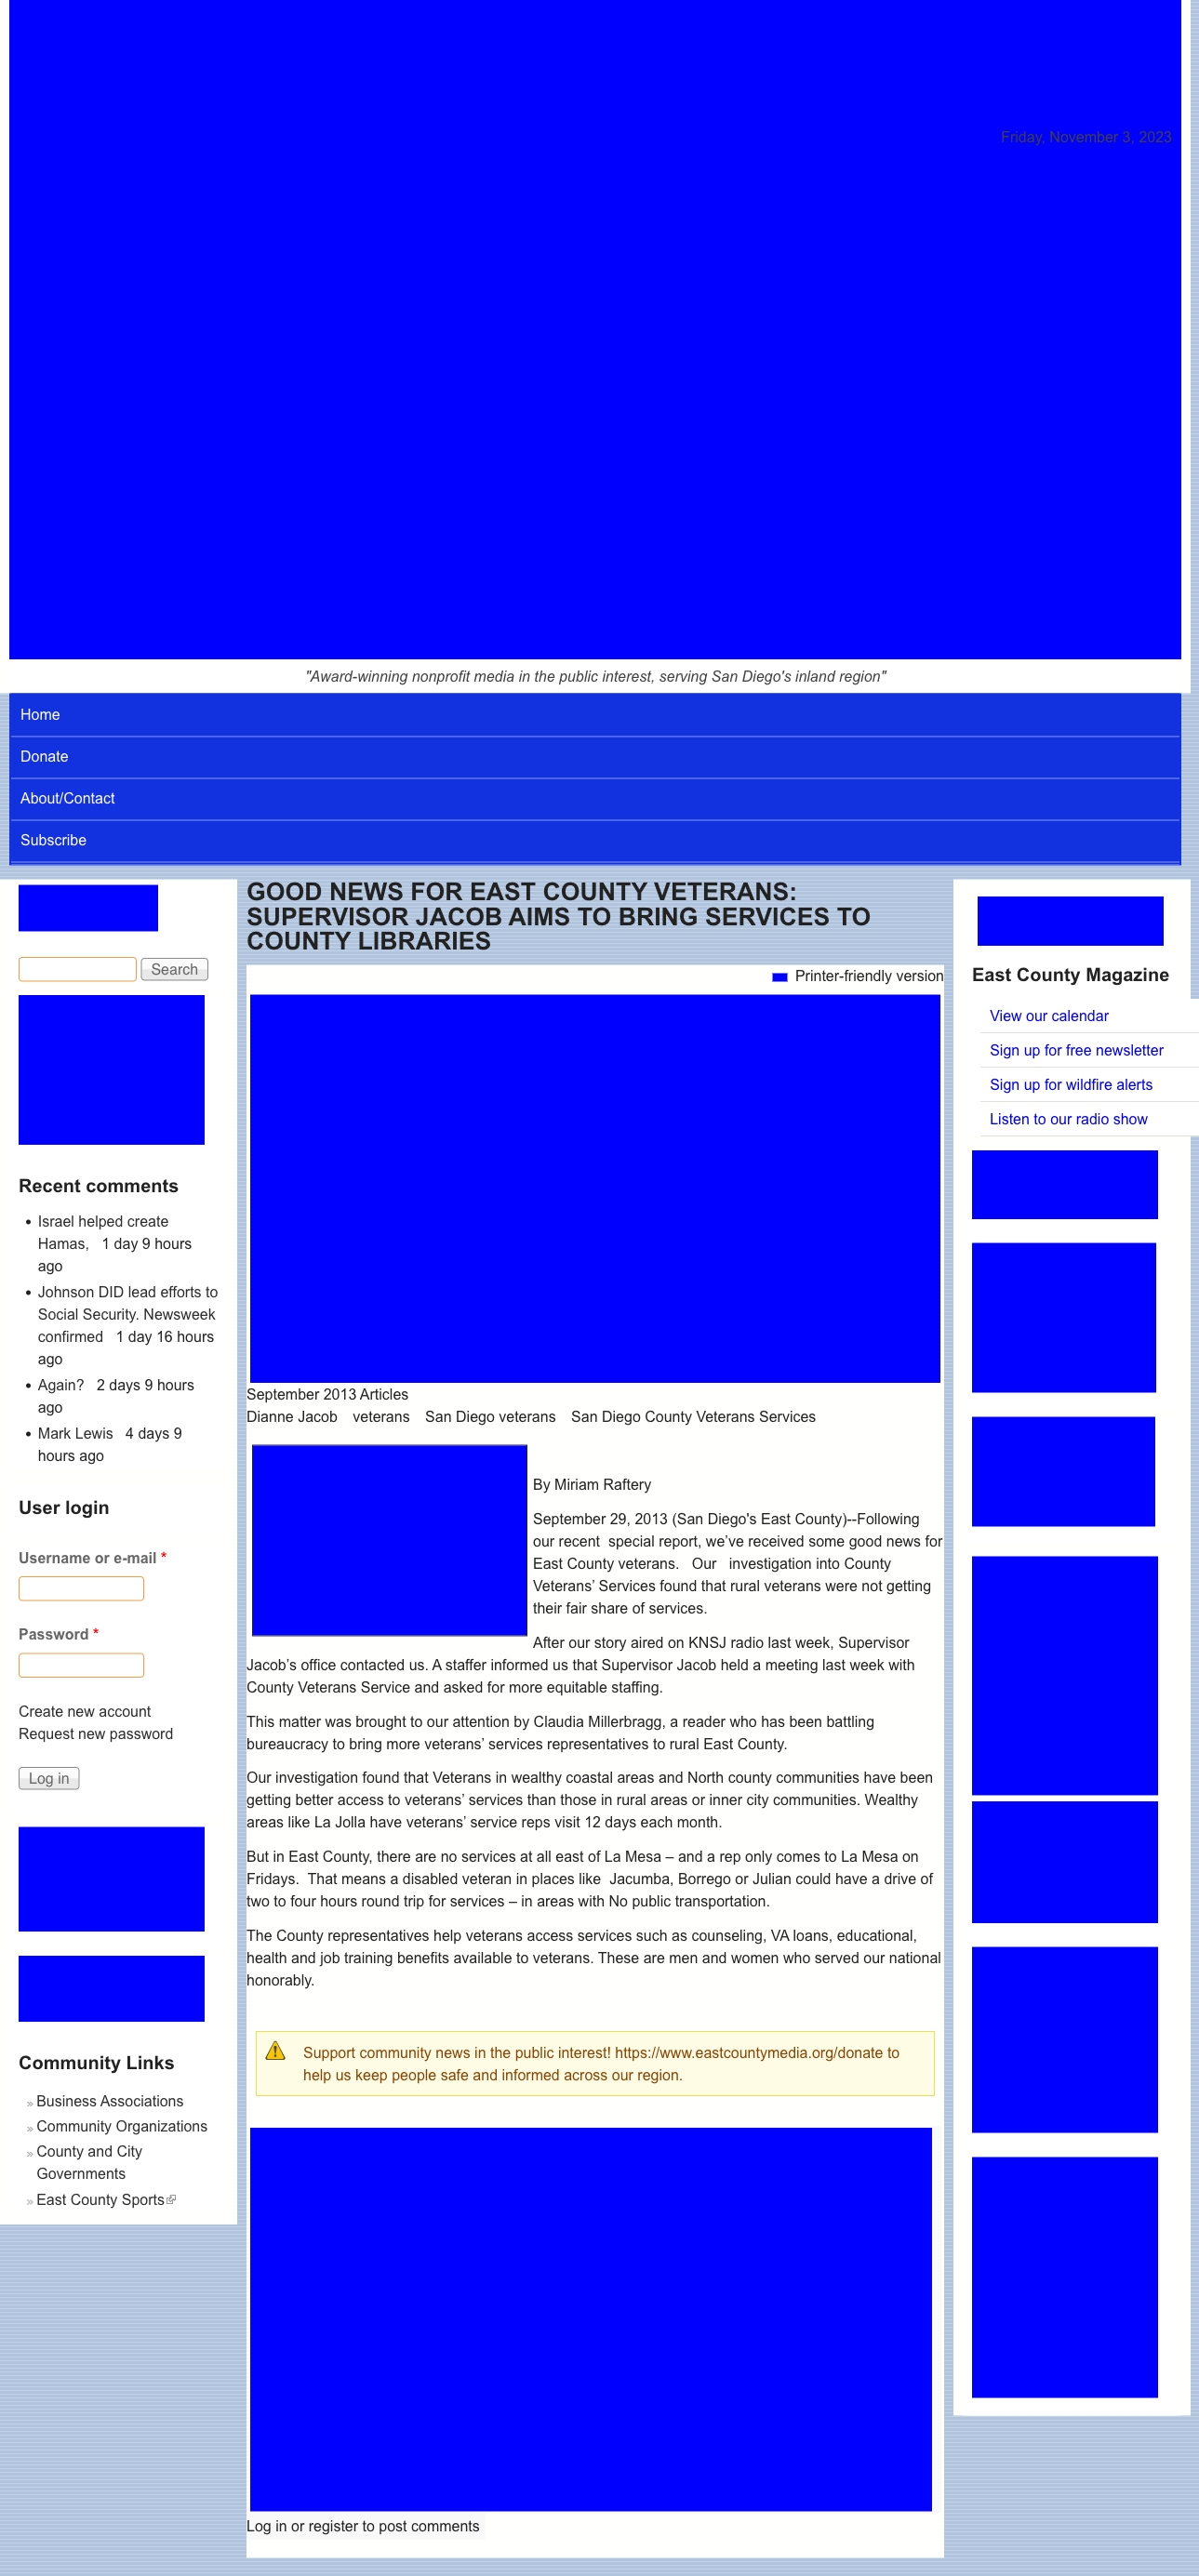 Friday, November 3, 2023
"Award-winning nonprofit media in the public interest, serving San Diego's inland region"
Home
Donate
About/Contact
Subscribe
Search
Recent comments
Israel helped create
Hamas, 1 day 9 hours
ago
Johnson DID lead efforts to
Social Security. Newsweek
confirmed 1 day 16 hours
ago
Again? 2 days 9 hours
ago
Mark Lewis 4 days 9
hours ago
User login
Username or e-mail *
Password *
Create new account
Request new password
Log in
Community Links
» Business Associations
» Community Organizations
» County and City
Governments
» East County Sports
GOOD NEWS FOR EAST COUNTY VETERANS:
SUPERVISOR JACOB AIMS TO BRING SERVICES TO
COUNTY LIBRARIES
Printer-friendly version
September 2013 Articles
Dianne Jacob veterans San Diego veterans San Diego County Veterans Services
By Miriam Raftery
September 29, 2013 (San Diego's East County)--Following
our recent special report, we’ve received some good news for
East County veterans. Our investigation into County
Veterans’ Services found that rural veterans were not getting
their fair share of services.
After our story aired on KNSJ radio last week, Supervisor
Jacob’s office contacted us. A staffer informed us that Supervisor Jacob held a meeting last week with
County Veterans Service and asked for more equitable staffing.
This matter was brought to our attention by Claudia Millerbragg, a reader who has been battling
bureaucracy to bring more veterans’ services representatives to rural East County.
Our investigation found that Veterans in wealthy coastal areas and North county communities have been
getting better access to veterans’ services than those in rural areas or inner city communities. Wealthy
areas like La Jolla have veterans’ service reps visit 12 days each month.
But in East County, there are no services at all east of La Mesa – and a rep only comes to La Mesa on
Fridays. That means a disabled veteran in places like Jacumba, Borrego or Julian could have a drive of
two to four hours round trip for services – in areas with No public transportation.
The County representatives help veterans access services such as counseling, VA loans, educational,
health and job training benefits available to veterans. These are men and women who served our national
honorably.
Support community news in the public interest! https://www.eastcountymedia.org/donate to
help us keep people safe and informed across our region.
Log in or register to post comments
East County Magazine
View our calendar
Sign up for free newsletter
Sign up for wildfire alerts
Listen to our radio show